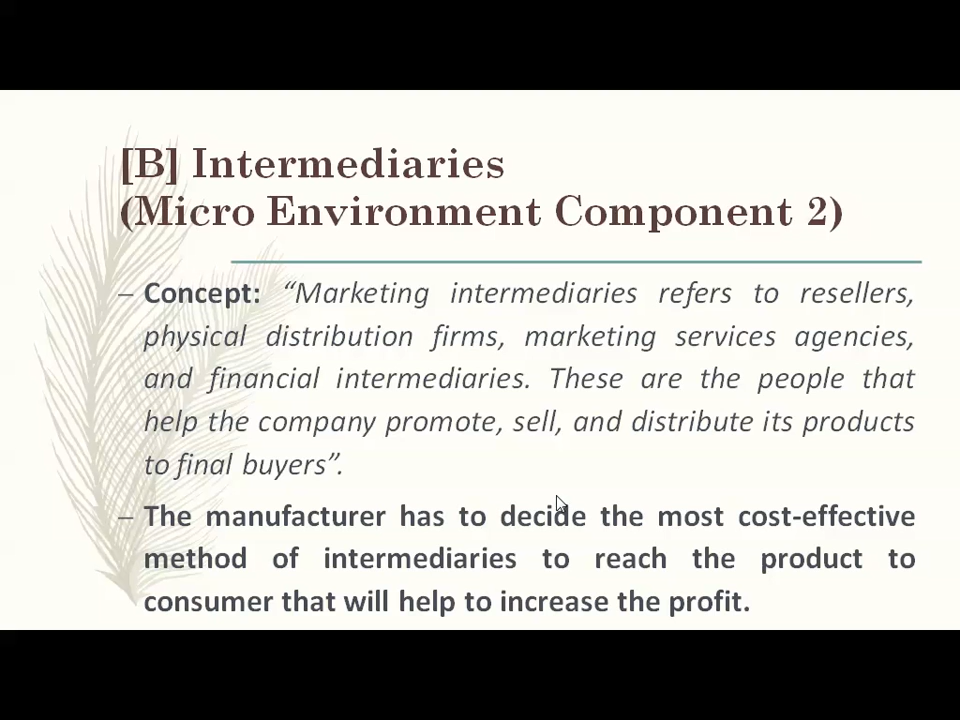 [B] Intermediaries
(Micro Environment Component 2)
– Concept: “Marketing intermediaries refers to resellers,
physical distribution firms, marketing services agencies,
and financial intermediaries. These are the people that
help the company promote, sell, and distribute its products
to final buyers”.
– The manufacturer has to decide the most cost-effective
method of intermediaries to reach the product to
consumer that will help to increase the profit.